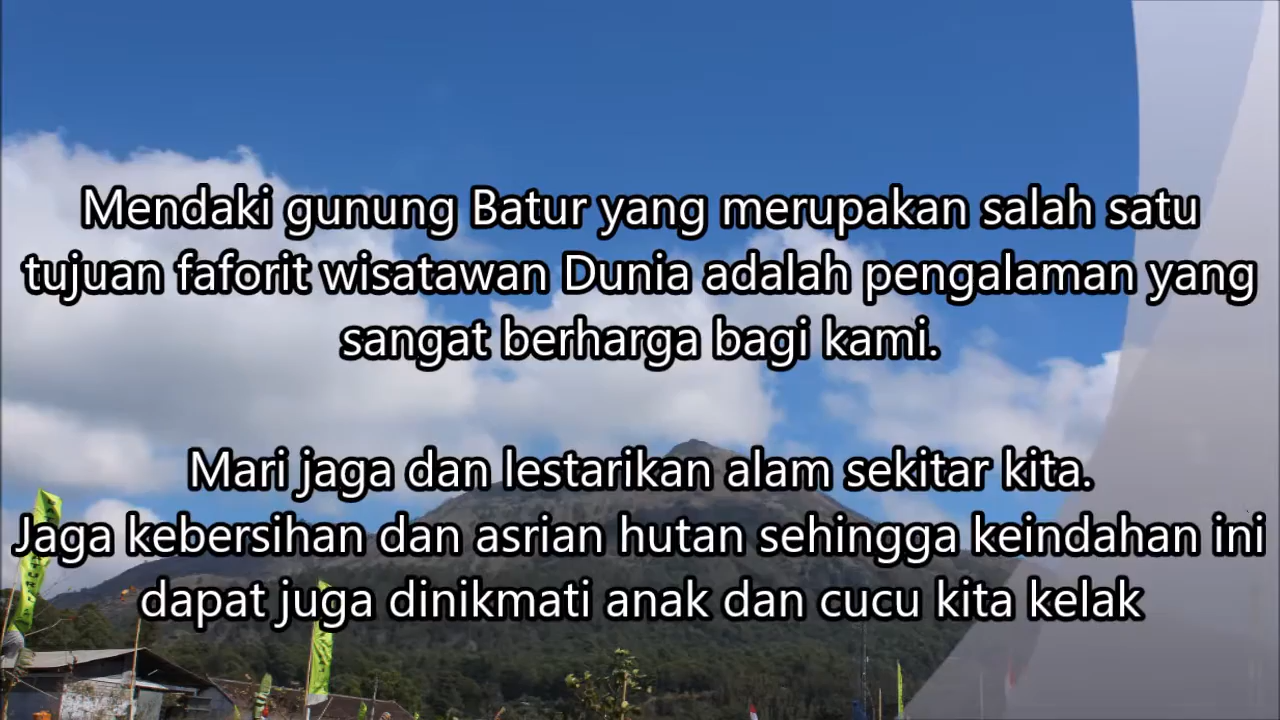 Mendaki gunung Batur yang merupakan salah satu
tujuan faforit wisatawan Dunia adalah pengalaman yang
sangat berharga bagi kami.
Mari jaga dan lestarikan alam sekitar kita.
Jaga kebersihan dan asrian hutan sehingga keindahan ini
dapat juga dinikmati anak dan cucu kita kelak